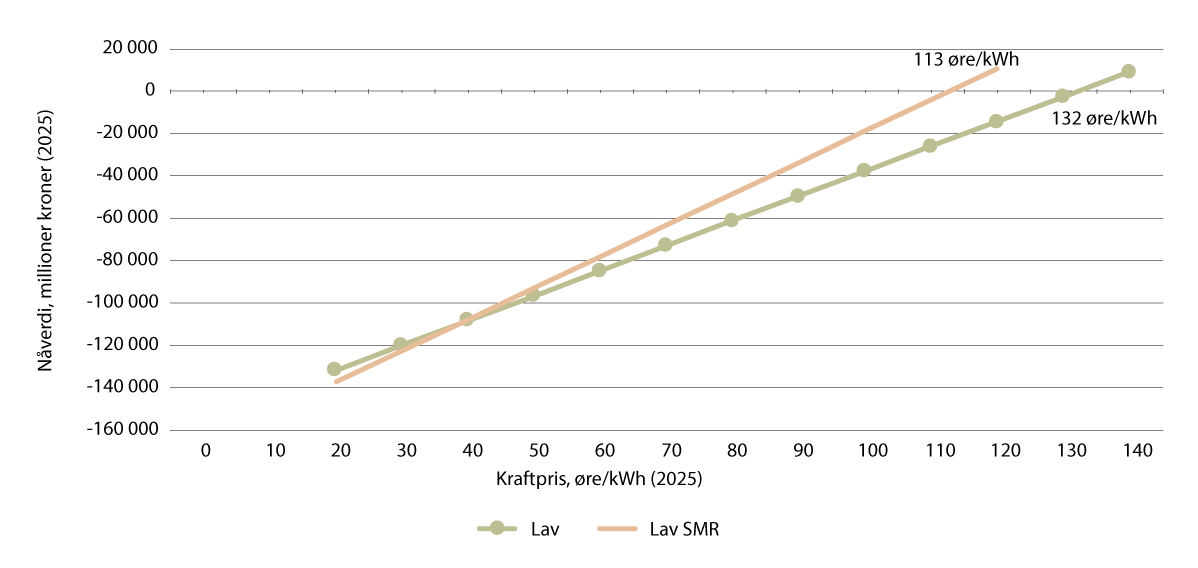 20 000
0
-20 000
-40 000
-60 000
-80 000
-100 000
-120 000
-140 000
-160 000
Nåverdi, millioner kroner (2025)
113 øre/kWh
132 øre/kWh
0 10 20 30 40 50 60 70 80 90 100 110 120 130 140
Kraftpris, øre/kWh (2025)
Lav Lav SMR